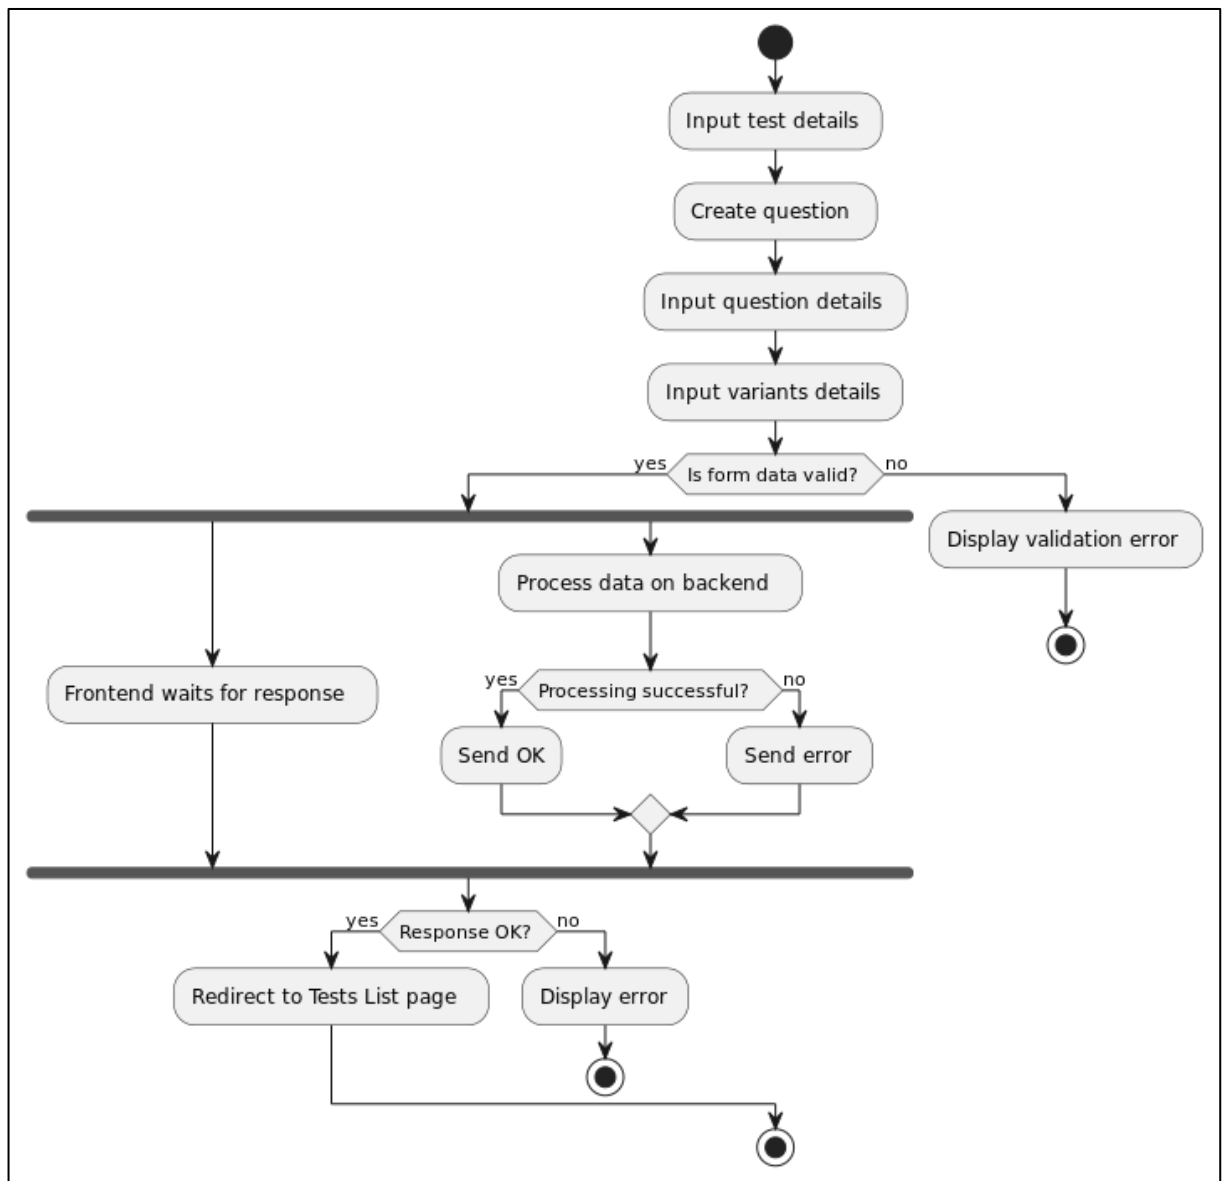 Input test details
Create question
Input question details
Input variants details
yes
Is form data valid?
no
Display validation error
Process data on backend
Frontend waits for response
yes
Processing successful?
no
Send OK
Send error
yes
Response OK?
no
Redirect to Tests List page
Display error